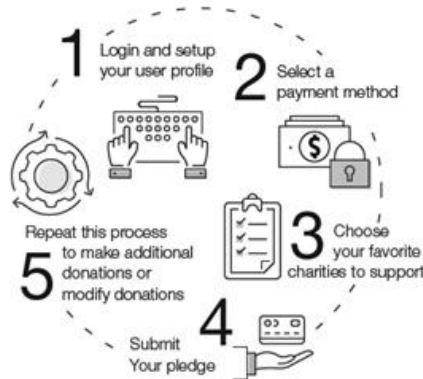 1
Login and setup
your user profile
2
Select a
payment method
$
3
Choose
your favorite
charities to support
4
Submit
Your pledge
5
Repeat this process
to make additional
donations or
modify donations